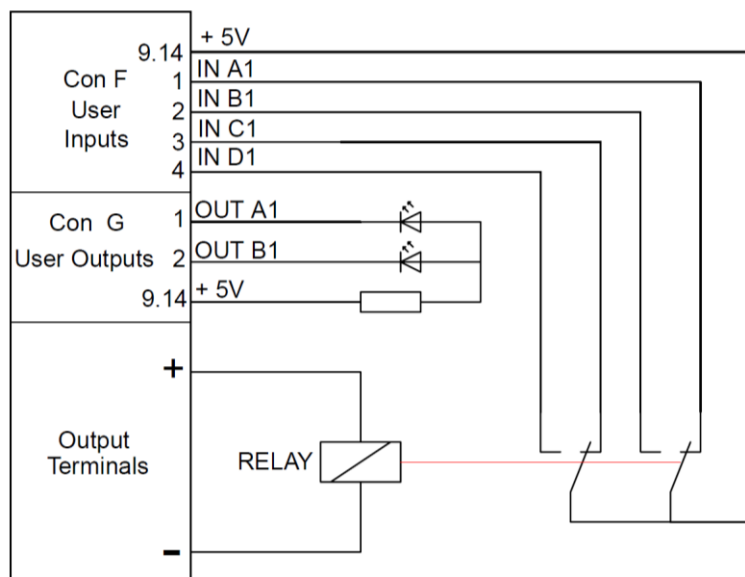 + 5V
9.14
Con F
User
Inputs
1
IN A1
2
IN B1
3
IN C1
4
IN D1
Con G
User Outputs
1
OUT A1
2
OUT B1
9.14
+ 5V
+
Output
Terminals
RELAY
-